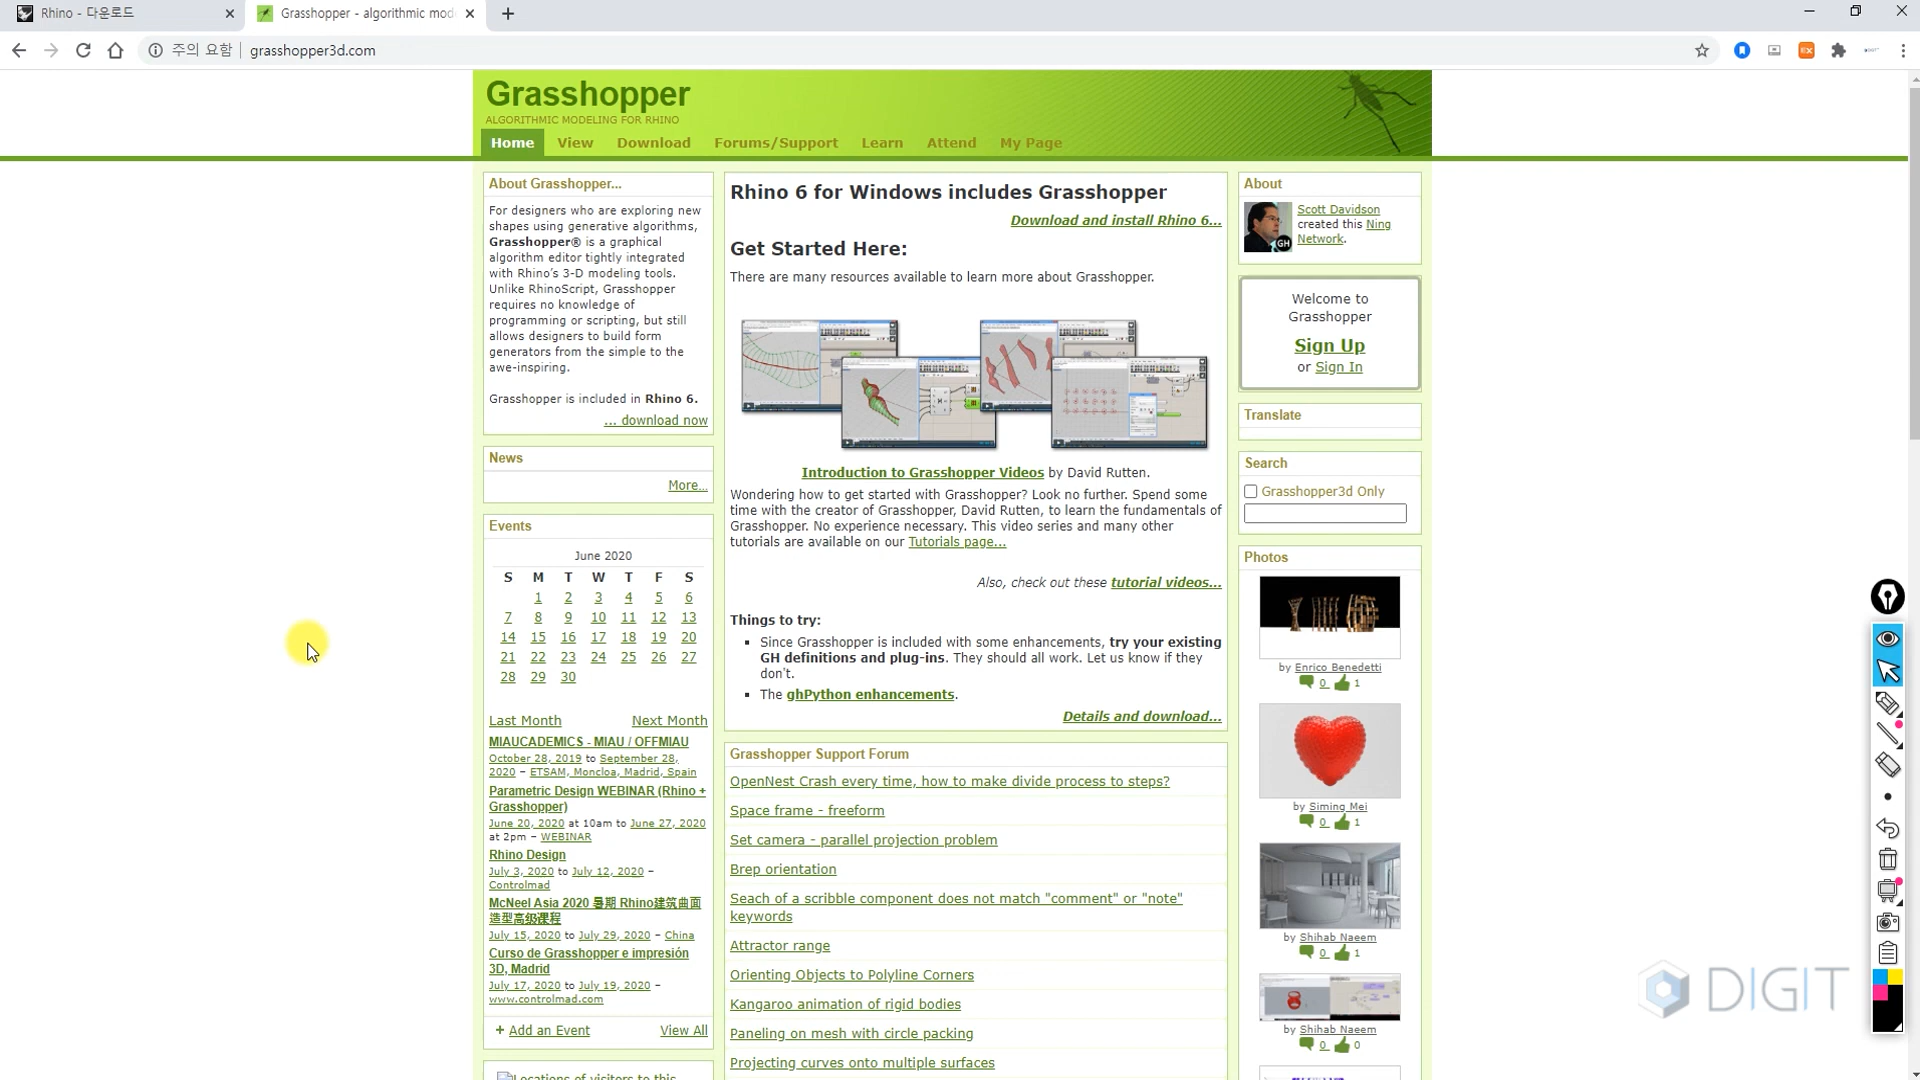 Rhino - 다운로드
Grasshopper - algorithmic mod
주의 요함
grasshopper3d.com
Grasshopper
ALGORITHMIC MODELING FOR RHINO
Home View Download Forums/Support Learn Attend My Page
About Grasshopper...
For designers who are exploring new
shapes using generative algorithms,
Grasshopper® is a graphical
algorithm editor tightly integrated
with Rhino's 3-D modeling tools.
Unlike RhinoScript, Grasshopper
requires no knowledge of
programming or scripting, but still
allows designers to build form
generators from the simple to the
awe-inspiring.
Grasshopper is included in Rhino 6.
... download now
News
More...
Events
June 2020
S M T W T F S
1 2 3 4 5 6
7 8 9 10 11 12 13
14 15 16 17 18 19 20
21 22 23 24 25 26 27
28 29 30
Last Month Next Month
MIAUCADEMICS - MIAU / OFFMIAU
October 28, 2019 to September 28,
2020 – ETSAM, Moncloa, Madrid, Spain
Parametric Design WEBINAR (Rhino +
Grasshopper)
June 20, 2020 at 10am to June 27, 2020
at 2pm – WEBINAR
Rhino Design
July 3, 2020 to July 12, 2020 –
Controlmad
McNeel Asia 2020 暑期 Rhino建筑曲面
造型高级课程
July 15, 2020 to July 29, 2020 – China
Curso de Grasshopper e impresión
3D, Madrid
July 17, 2020 to July 19, 2020 –
www.controlmad.com
+ Add an Event View All
Locations of visitors to this
Rhino 6 for Windows includes Grasshopper
Download and install Rhino 6...
Get Started Here:
There are many resources available to learn more about Grasshopper.
Introduction to Grasshopper Videos by David Rutten.
Wondering how to get started with Grasshopper? Look no further. Spend some
time with the creator of Grasshopper, David Rutten, to learn the fundamentals of
Grasshopper. No experience necessary. This video series and many other
tutorials are available on our Tutorials page...
Also, check out these tutorial videos...
Things to try:
Since Grasshopper is included with some enhancements, try your existing
GH definitions and plug-ins. They should all work. Let us know if they
don't.
The ghPython enhancements.
Details and download...
Grasshopper Support Forum
OpenNest Crash every time, how to make divide process to steps?
Space frame - freeform
Set camera - parallel projection problem
Brep orientation
Seach of a scribble component does not match "comment" or "note"
keywords
Attractor range
Orienting Objects to Polyline Corners
Kangaroo animation of rigid bodies
Paneling on mesh with circle packing
Projecting curves onto multiple surfaces
About
Scott Davidson
created this Ning
Network.
GH
Welcome to
Grasshopper
Sign Up
or Sign In
Translate
Search
Grasshopper3d Only
Photos
by Enrico Benedetti
0 1
by Siming Mei
0 1
by Shihab Naeem
0 1
by Shihab Naeem
0 0
DIGIT